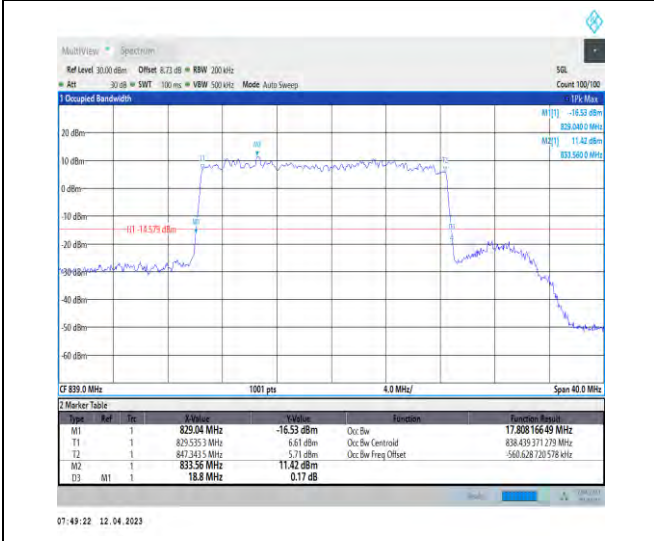 MultiView Spectrum
Ref Level 30.00 dBm Offset 8.73 dB RBW 200 kHz SGL
Att 30 dB SWT 100 ms VBW 500 kHz Mode Auto Sweep Count 100/100
1 Occupied Bandwidth 1Pk Max
M1[1] -16.53 dBm
829.040 0 MHz
M2[1] 11.42 dBm
833.560 0 MHz
20 dBm
M2
10 dBm
T1
T2
0 dBm
-10 dBm
M1
H1 -14.579 dBm
-20 dBm
-30 dBm
-40 dBm
-50 dBm
-60 dBm
CF 839.0 MHz 1001 pts 4.0 MHz/ Span 40.0 MHz
2 Marker Table
Type Ref Trc X-Value Y-Value Function Function Result
M1 1 829.04 MHz -16.53 dBm Occ Bw 17.808 166 49 MHz
T1 1 829.535 3 MHz 6.61 dBm Occ Bw Centroid 838.439 371 279 MHz
T2 1 847.343 5 MHz 5.71 dBm Occ Bw Freq Offset -560.628 720 578 kHz
M2 1 833.56 MHz 11.42 dBm
D3 M1 1 18.8 MHz 0.17 dB
07:49:22 12.04.2023